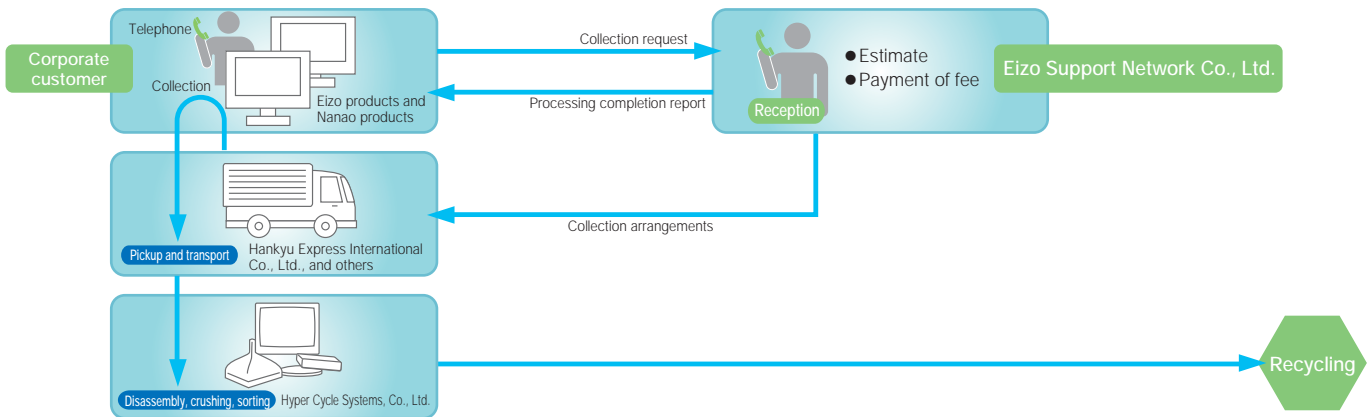 Telephone
Corporate
customer
Collection
Eizo products and
Nanao products
Collection request
Processing completion report
Reception
● Estimate
● Payment of fee
Eizo Support Network Co., Ltd.
Pickup and transport
Hankyu Express International
Co., Ltd., and others
Collection arrangements
Disassembly, crushing, sorting
Hyper Cycle Systems, Co., Ltd.
Recycling